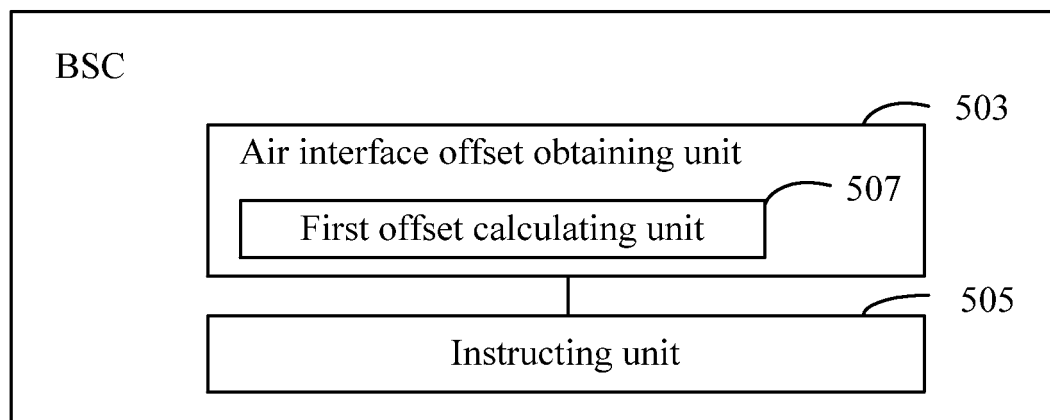 BSC
503
Air interface offset obtaining unit
507
First offset calculating unit
505
Instructing unit